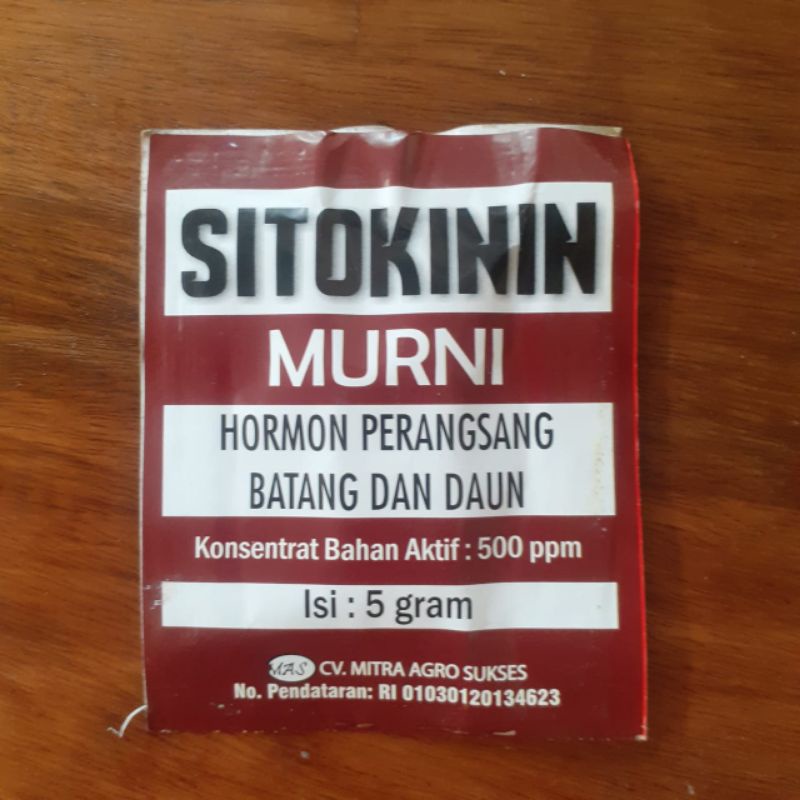 SITOKININ
MURNI
HORMON PERANGSANG
BATANG DAN DAUN
Konsentrat Bahan Aktif : 500 ppm
Isi : 5 gram
MAS CV. MITRA AGRO SUKSES
No. Pendataran: RI 01030120134623